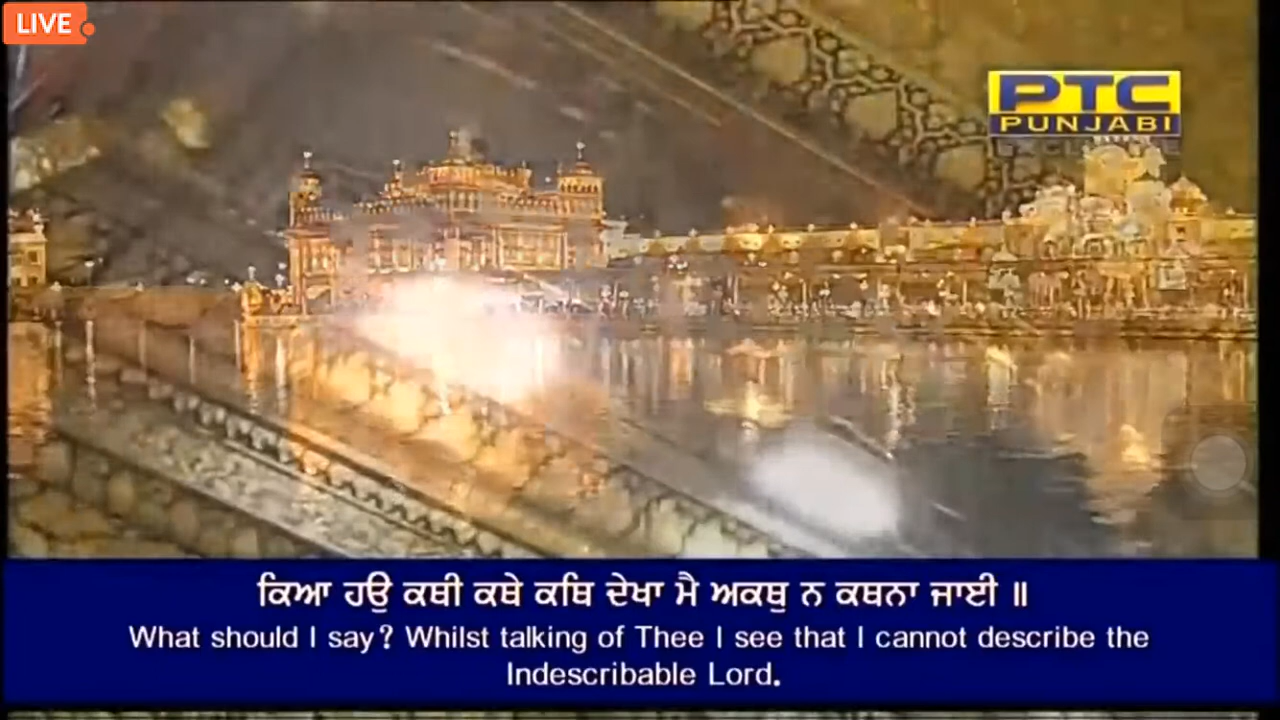 LIVE
PTC
PUNJABI
ਕਿਆ ਹਉ ਕਥੀ ਕਥੇ ਕਥਿ ਦੇਖਾ ਮੈ ਅਕਥੁ ਨ ਕਥਨਾ ਜਾਈ ॥
What should I say? Whilst talking of Thee I see that I cannot describe the
Indescribable Lord.